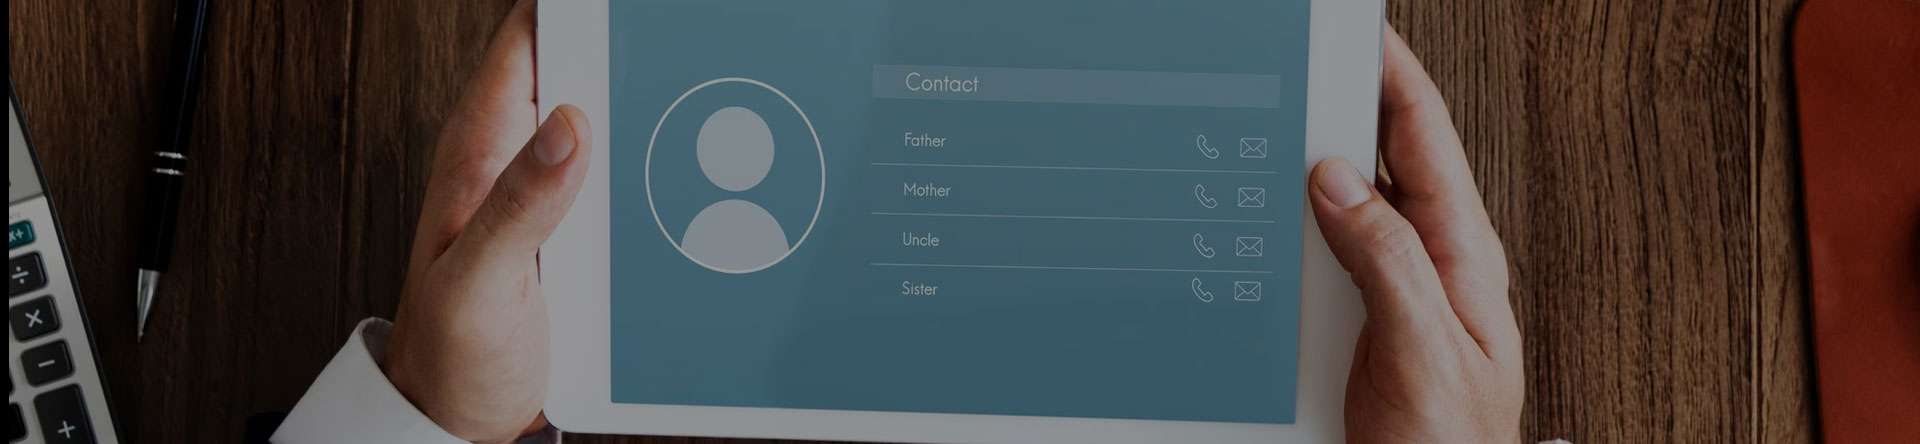 Contact
Father
Mother
Uncle
Sister
x+
÷
×
−
+